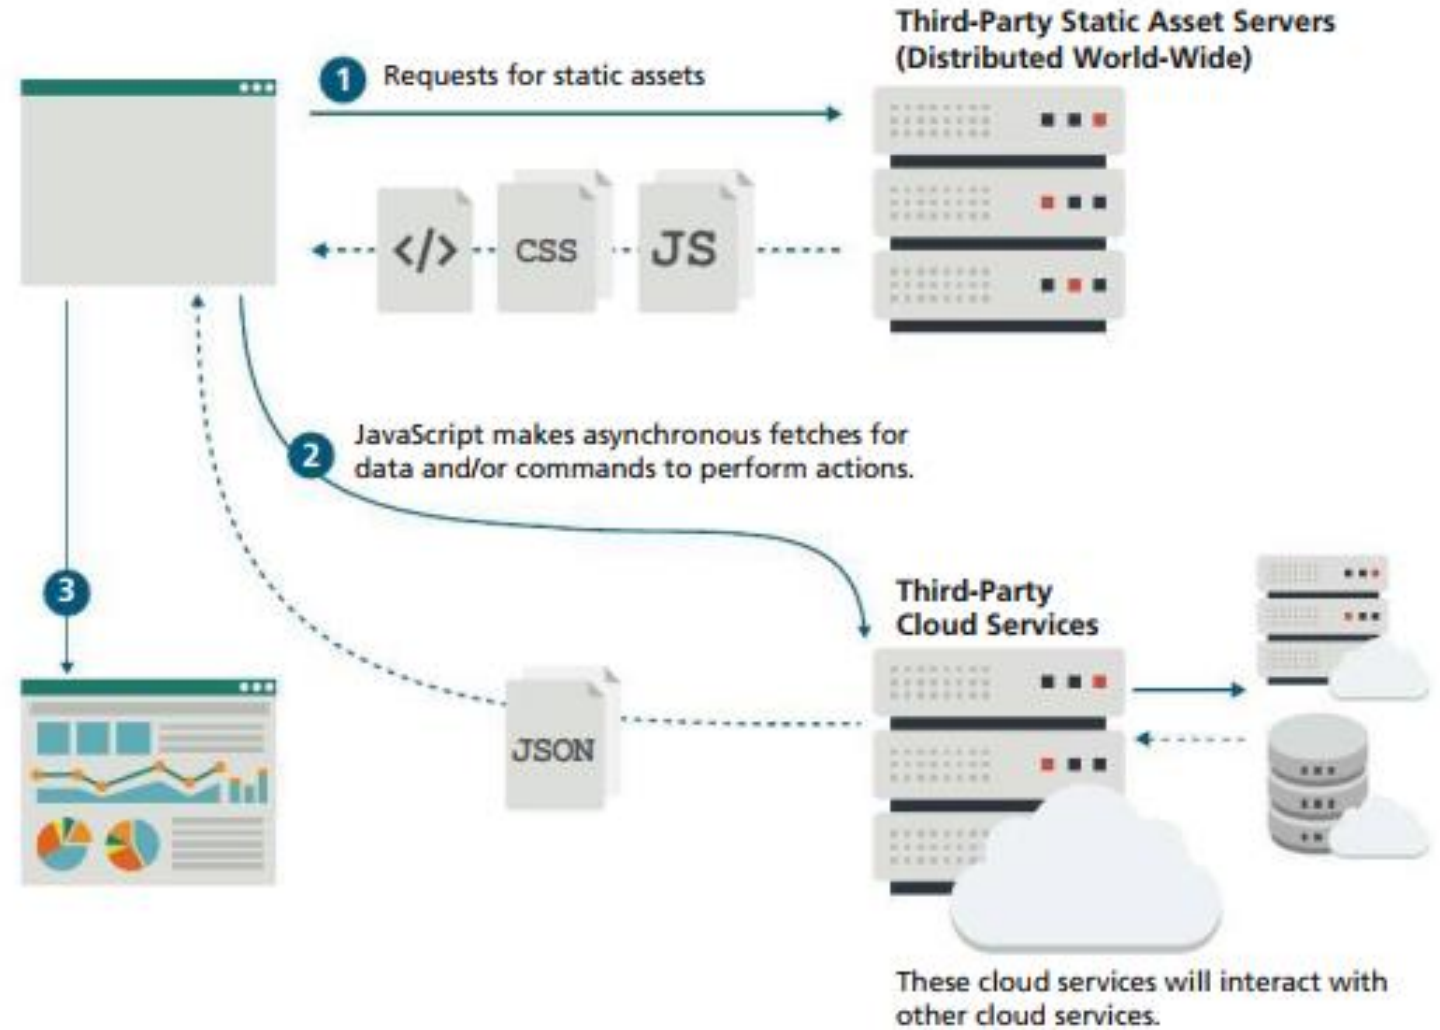 Third-Party Static Asset Servers
(Distributed World-Wide)
1 Requests for static assets
</>
CSS
JS
2 JavaScript makes asynchronous fetches for
data and/or commands to perform actions.
3
Third-Party
Cloud Services
JSON
These cloud services will interact with
other cloud services.